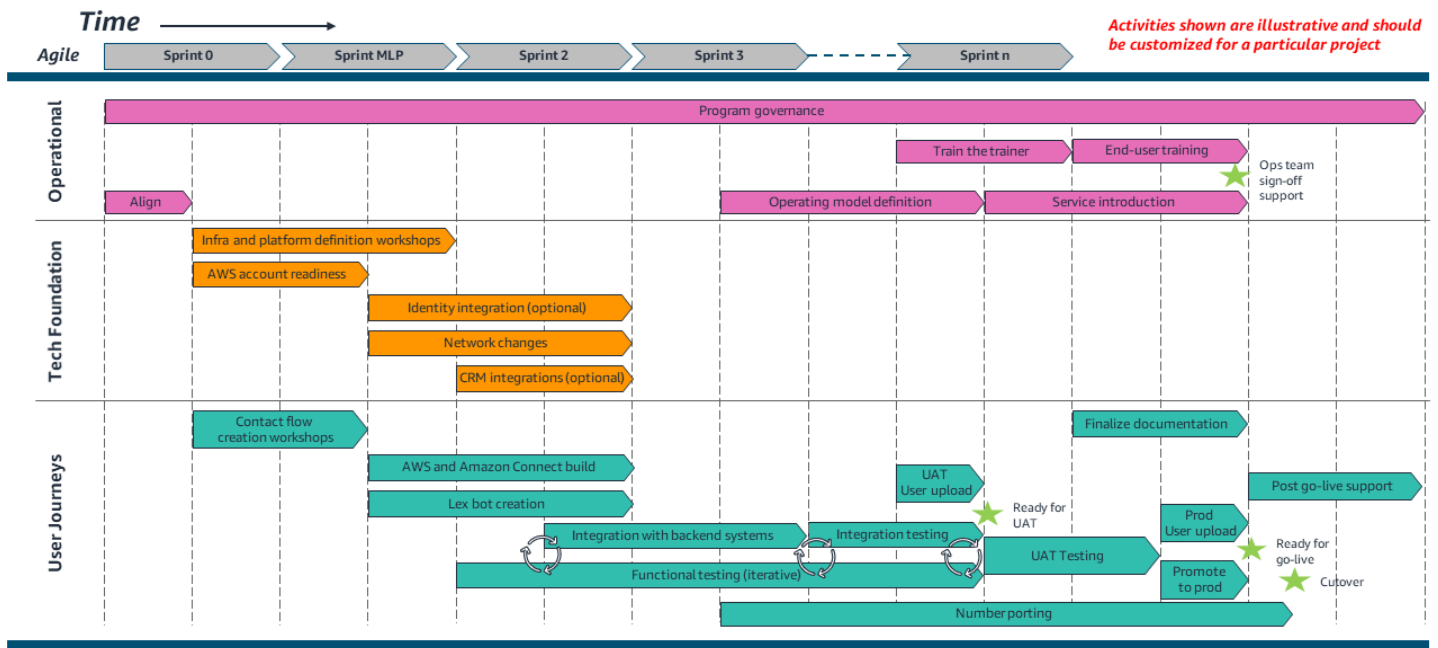 Time
Activities shown are illustrative and should
be customized for a particular project
Agile
Sprint 0
Sprint MLP
Sprint 2
Sprint 3
Sprint n
Operational
Program governance
Train the trainer
End-user training
Ops team
sign-off
support
Align
Operating model definition
Service introduction
Tech Foundation
Infra and platform definition workshops
AWS account readiness
Identity integration (optional)
Network changes
CRM integrations (optional)
User Journeys
Contact flow
creation workshops
Finalize documentation
AWS and Amazon Connect build
UAT
User upload
Post go-live support
Lex bot creation
Ready for
UAT
Prod
User upload
Integration with backend systems
Integration testing
UAT Testing
Ready for
go-live
Functional testing (iterative)
Promote
to prod
Cutover
Number porting